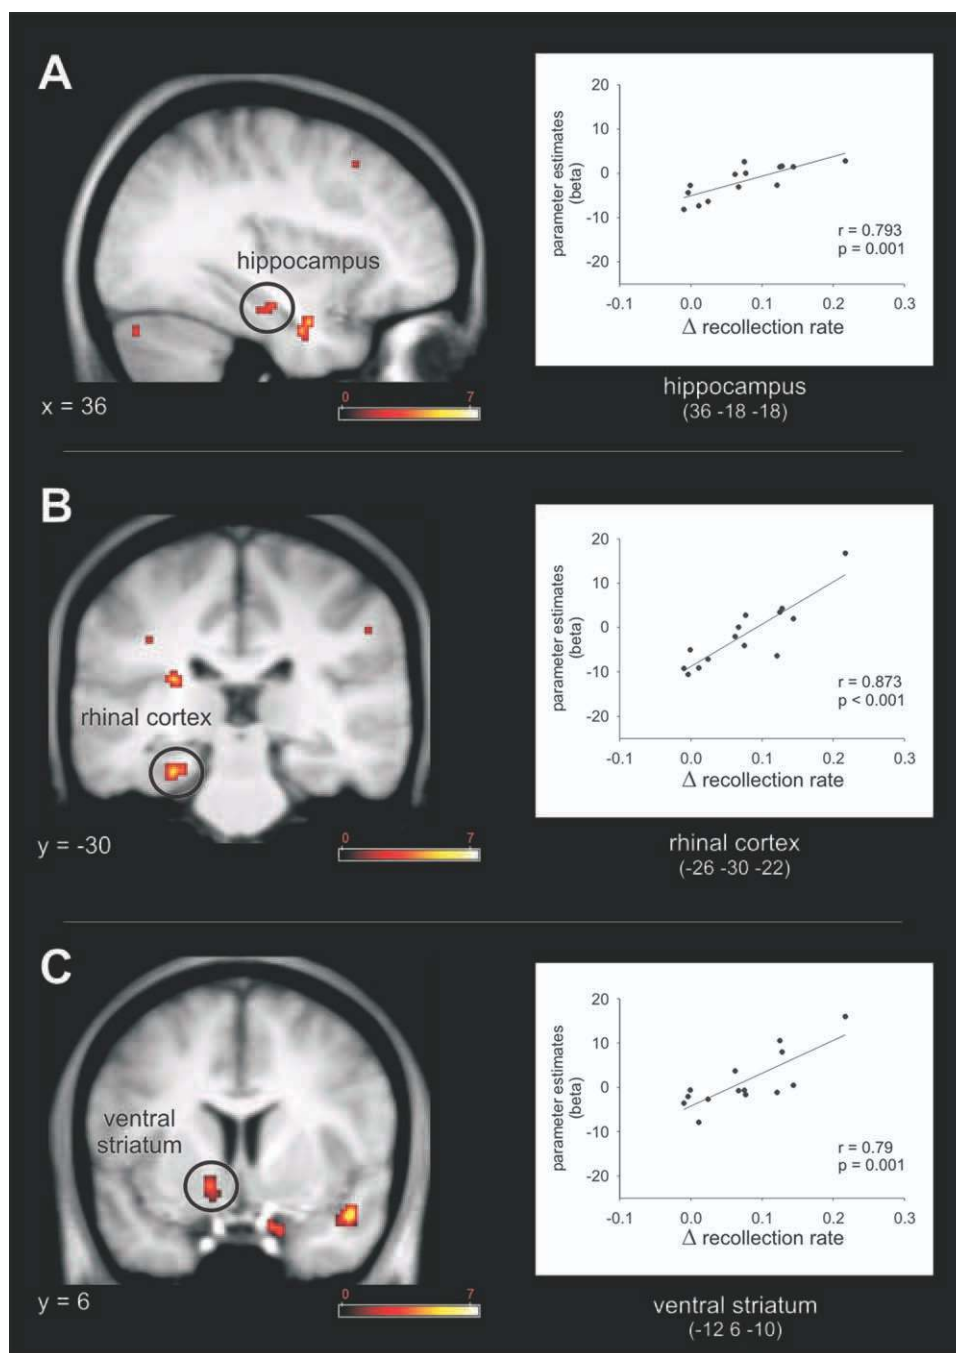 A
hippocampus
x = 36
0 7
parameter estimates
(beta)
20
10
0
-10
-20
r = 0.793
p = 0.001
-0.1 0.0 0.1 0.2 0.3
Δ recollection rate
hippocampus
(36 -18 -18)
B
rhinal cortex
y = -30
0 7
parameter estimates
(beta)
20
10
0
-10
-20
r = 0.873
p < 0.001
-0.1 0.0 0.1 0.2 0.3
Δ recollection rate
rhinal cortex
(-26 -30 -22)
C
ventral
striatum
y = 6
0 7
parameter estimates
(beta)
20
10
0
-10
-20
r = 0.79
p = 0.001
-0.1 0.0 0.1 0.2 0.3
Δ recollection rate
ventral striatum
(-12 6 -10)